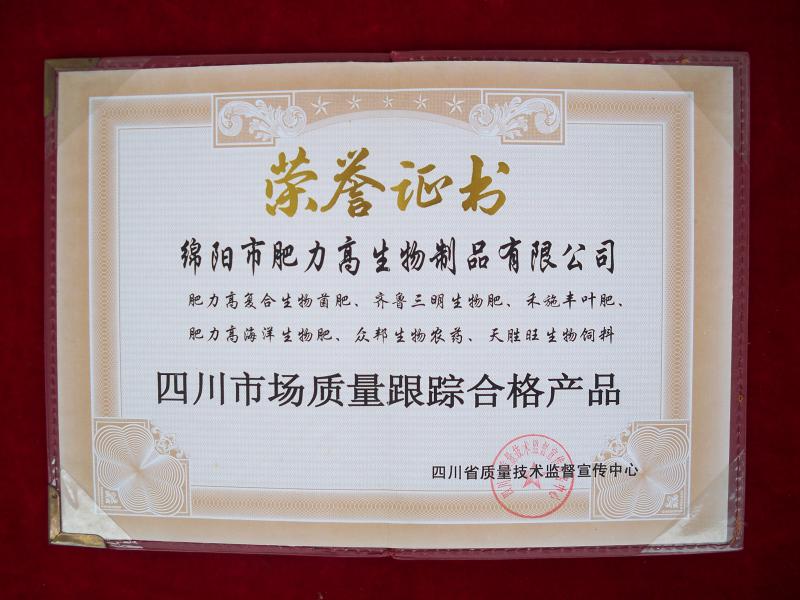 荣誉证书
绵阳市肥力高生物制品有限公司
肥力高复合生物菌肥、齐鲁三明生物肥、禾施丰叶肥、
肥力高海洋生物肥、众邦生物农药、天胜旺生物饲料
四川市场质量跟踪合格产品
四川省质量技术监督宣传中心